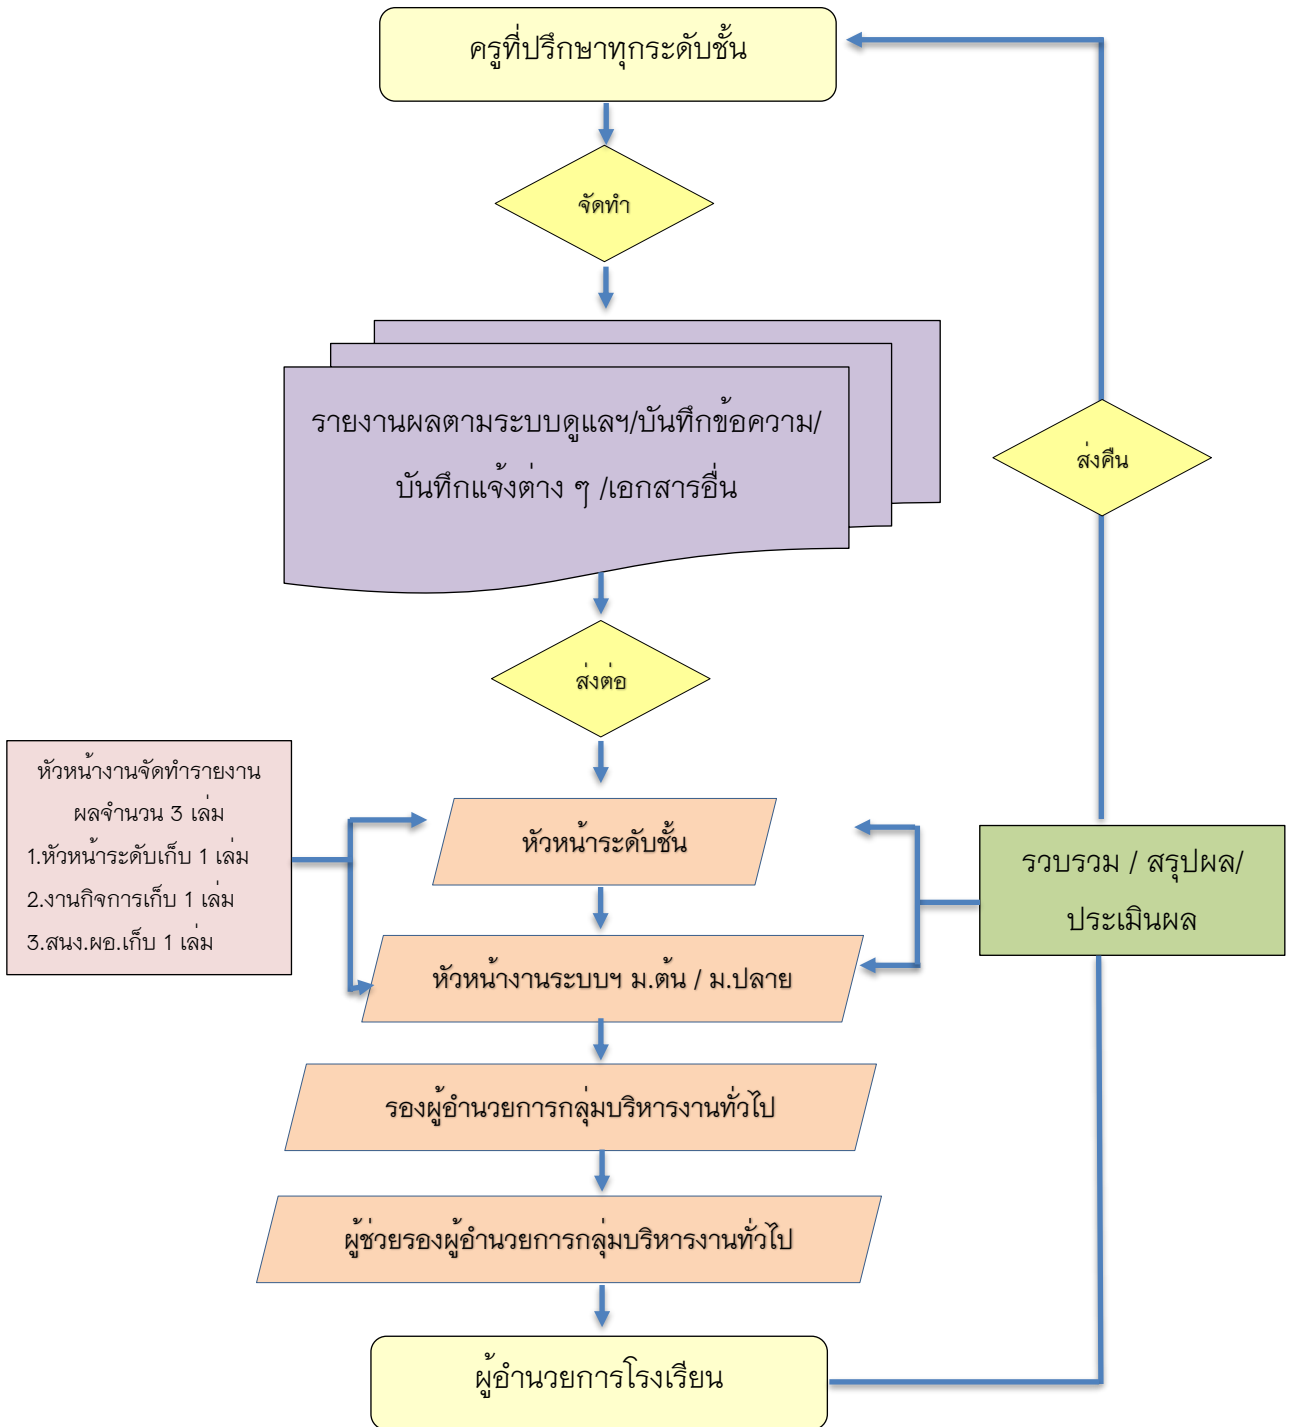 ครูที่ปรึกษาทุกระดับชั้น
จัดทำ
รายงานผลตามระบบดูแลฯ/บันทึกข้อความ/
บันทึกแจ้งต่าง ๆ /เอกสารอื่น
ส่งคืน
ส่งต่อ
หัวหน้างานจัดทำรายงาน
ผลจำนวน 3 เล่ม
1.หัวหน้าระดับเก็บ 1 เล่ม
2.งานกิจการเก็บ 1 เล่ม
3.สนง.ผอ.เก็บ 1 เล่ม
หัวหน้าระดับชั้น
รวบรวม / สรุปผล/
ประเมินผล
หัวหน้างานระบบฯ ม.ต้น / ม.ปลาย
รองผู้อำนวยการกลุ่มบริหารงานทั่วไป
ผู้ช่วยรองผู้อำนวยการกลุ่มบริหารงานทั่วไป
ผู้อำนวยการโรงเรียน